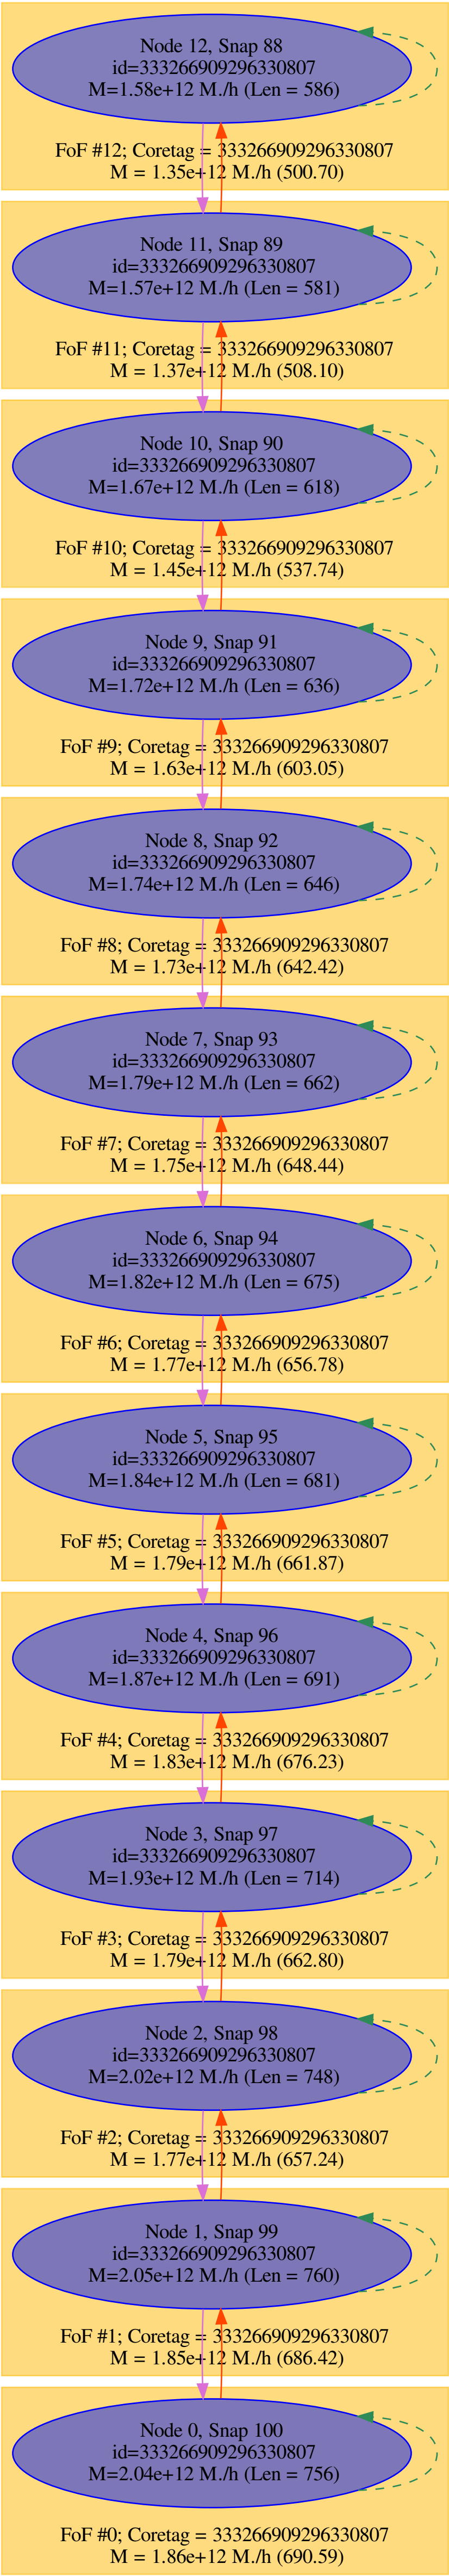 Node 12, Snap 88
id=333266909296330807
M=1.58e+12 M./h (Len = 586)
FoF #12; Coretag = 333266909296330807
M = 1.35e+12 M./h (500.70)
Node 11, Snap 89
id=333266909296330807
M=1.57e+12 M./h (Len = 581)
FoF #11; Coretag = 333266909296330807
M = 1.37e+12 M./h (508.10)
Node 10, Snap 90
id=333266909296330807
M=1.67e+12 M./h (Len = 618)
FoF #10; Coretag = 333266909296330807
M = 1.45e+12 M./h (537.74)
Node 9, Snap 91
id=333266909296330807
M=1.72e+12 M./h (Len = 636)
FoF #9; Coretag = 333266909296330807
M = 1.63e+12 M./h (603.05)
Node 8, Snap 92
id=333266909296330807
M=1.74e+12 M./h (Len = 646)
FoF #8; Coretag = 333266909296330807
M = 1.73e+12 M./h (642.42)
Node 7, Snap 93
id=333266909296330807
M=1.79e+12 M./h (Len = 662)
FoF #7; Coretag = 333266909296330807
M = 1.75e+12 M./h (648.44)
Node 6, Snap 94
id=333266909296330807
M=1.82e+12 M./h (Len = 675)
FoF #6; Coretag = 333266909296330807
M = 1.77e+12 M./h (656.78)
Node 5, Snap 95
id=333266909296330807
M=1.84e+12 M./h (Len = 681)
FoF #5; Coretag = 333266909296330807
M = 1.79e+12 M./h (661.87)
Node 4, Snap 96
id=333266909296330807
M=1.87e+12 M./h (Len = 691)
FoF #4; Coretag = 333266909296330807
M = 1.83e+12 M./h (676.23)
Node 3, Snap 97
id=333266909296330807
M=1.93e+12 M./h (Len = 714)
FoF #3; Coretag = 333266909296330807
M = 1.79e+12 M./h (662.80)
Node 2, Snap 98
id=333266909296330807
M=2.02e+12 M./h (Len = 748)
FoF #2; Coretag = 333266909296330807
M = 1.77e+12 M./h (657.24)
Node 1, Snap 99
id=333266909296330807
M=2.05e+12 M./h (Len = 760)
FoF #1; Coretag = 333266909296330807
M = 1.85e+12 M./h (686.42)
Node 0, Snap 100
id=333266909296330807
M=2.04e+12 M./h (Len = 756)
FoF #0; Coretag = 333266909296330807
M = 1.86e+12 M./h (690.59)